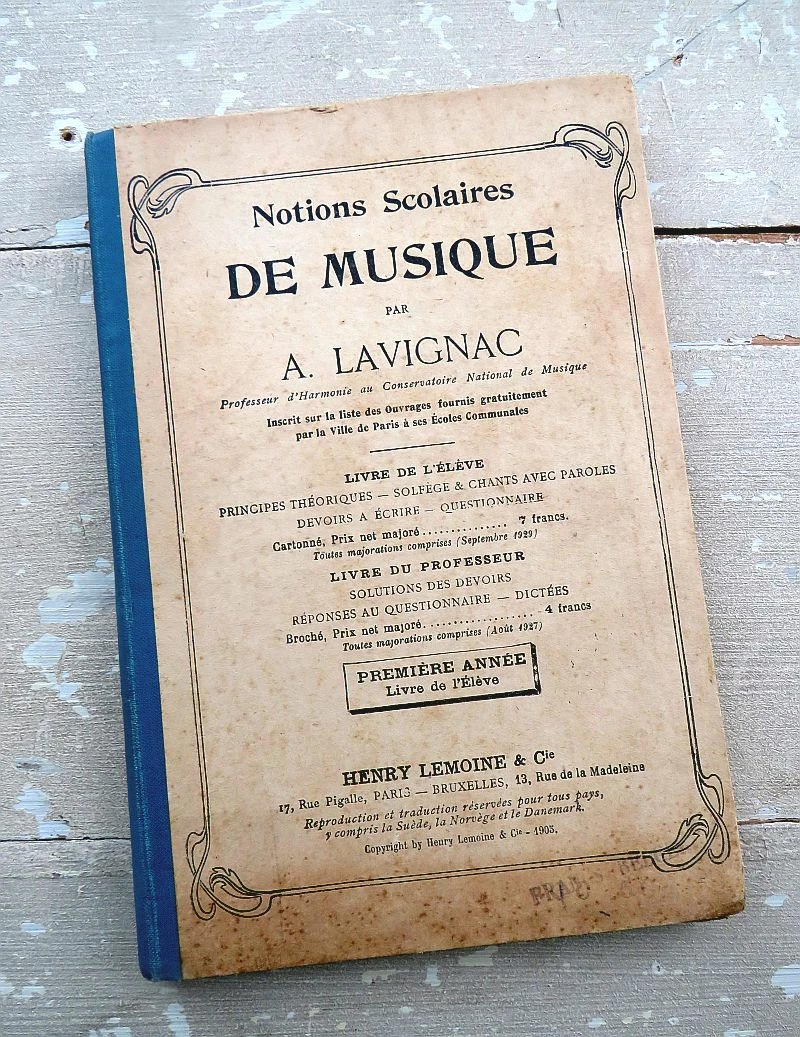 Notions Scolaires
DE MUSIQUE
PAR
A. LAVIGNAC
Professeur d'Harmonie au Conservatoire National de Musique
Inscrit sur la liste des Ouvrages fournis gratuitement
par la Ville de Paris à ses Écoles Communales
LIVRE DE L'ÉLÈVE
PRINCIPES THÉORIQUES — SOLFÈGE & CHANTS AVEC PAROLES
DEVOIRS A ÉCRIRE — QUESTIONNAIRE
Cartonné, Prix net majoré............... 7 francs.
Toutes majorations comprises (Septembre 1929)
LIVRE DU PROFESSEUR
SOLUTIONS DES DEVOIRS
RÉPONSES AU QUESTIONNAIRE — DICTÉES
Broché, Prix net majoré.................... 4 francs
Toutes majorations comprises (Août 1927)
PREMIÈRE ANNÉE
Livre de l'Élève
HENRY LEMOINE & Cie
17, Rue Pigalle, PARIS — BRUXELLES, 13, Rue de la Madeleine
Reproduction et traduction réservées pour tous pays,
y compris la Suède, la Norvège et le Danemark.
Copyright by Henry Lemoine & Cie - 1905.